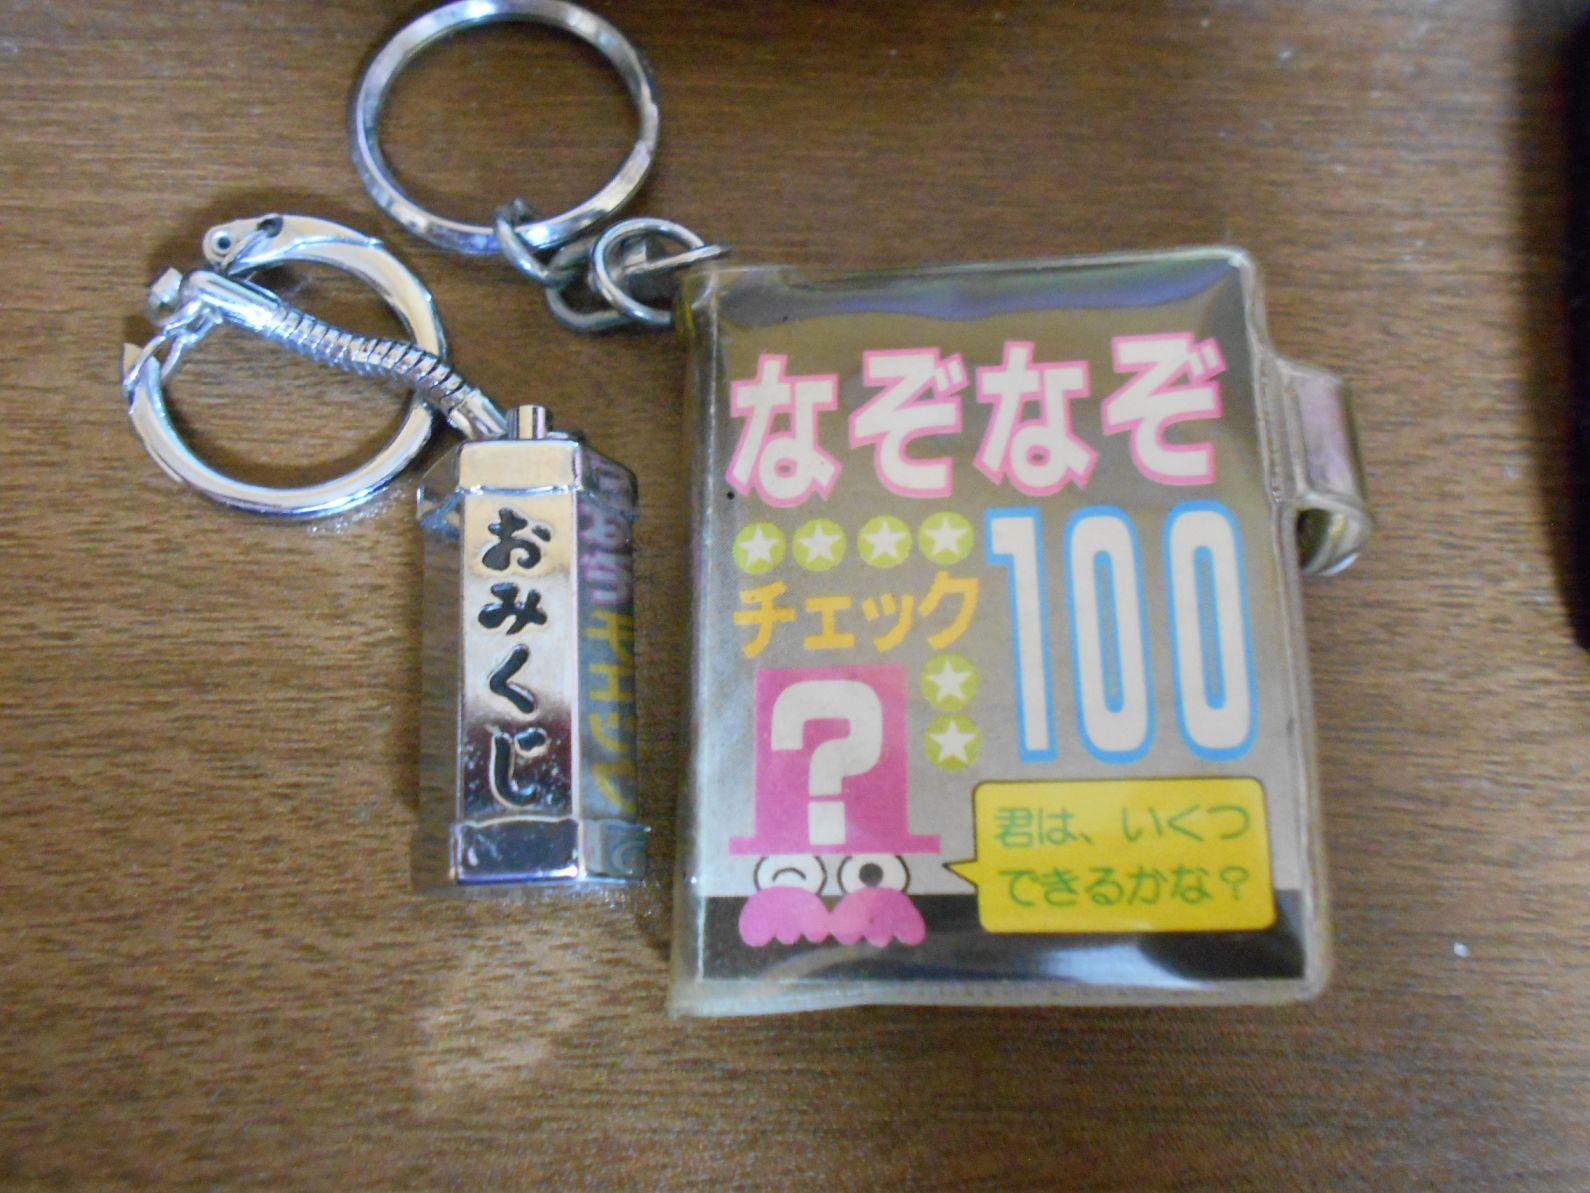 おみくじ
なぞなぞ
チェック
100
?
君は、いくつ
できるかな?